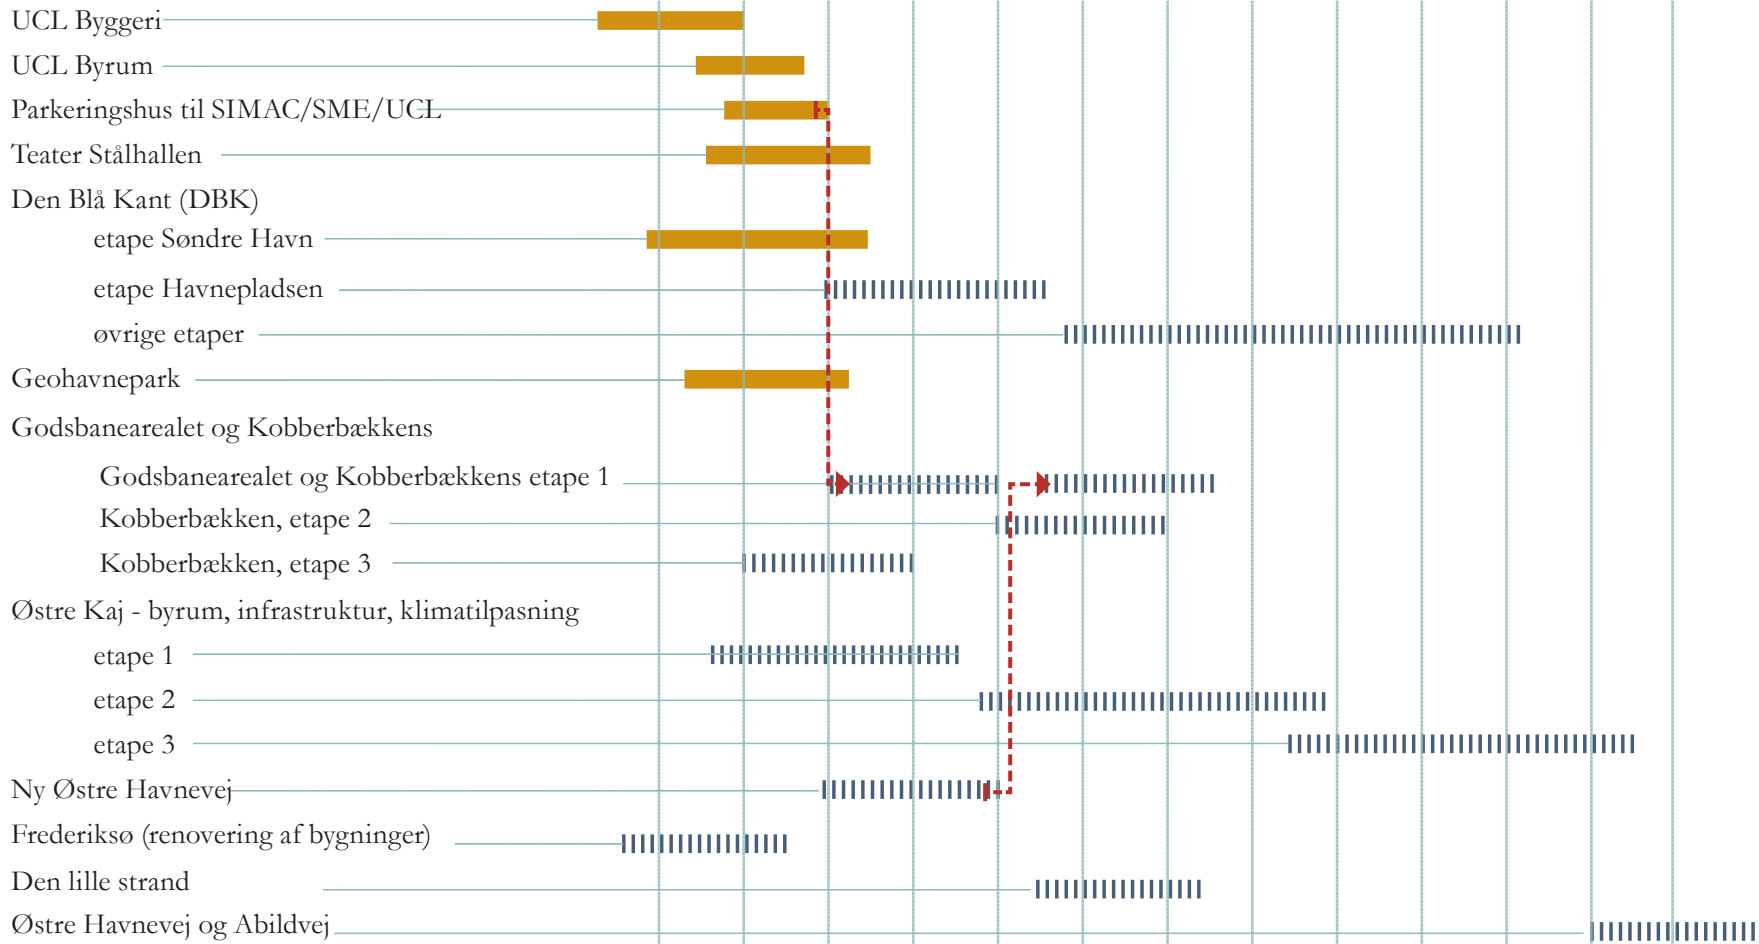 UCL Byggeri
UCL Byrum
Parkeringshus til SIMAC/SME/UCL
Teater Stålhallen
Den Blå Kant (DBK)
etape Søndre Havn
etape Havnepladsen
øvrige etaper
Geohavnepark
Godsbanearealet og Kobberbækkens
Godsbanearealet og Kobberbækkens etape 1
Kobberbækken, etape 2
Kobberbækken, etape 3
Østre Kaj - byrum, infrastruktur, klimatilpasning
etape 1
etape 2
etape 3
Ny Østre Havnevej
Frederiksø (renovering af bygninger)
Den lille strand
Østre Havnevej og Abildvej